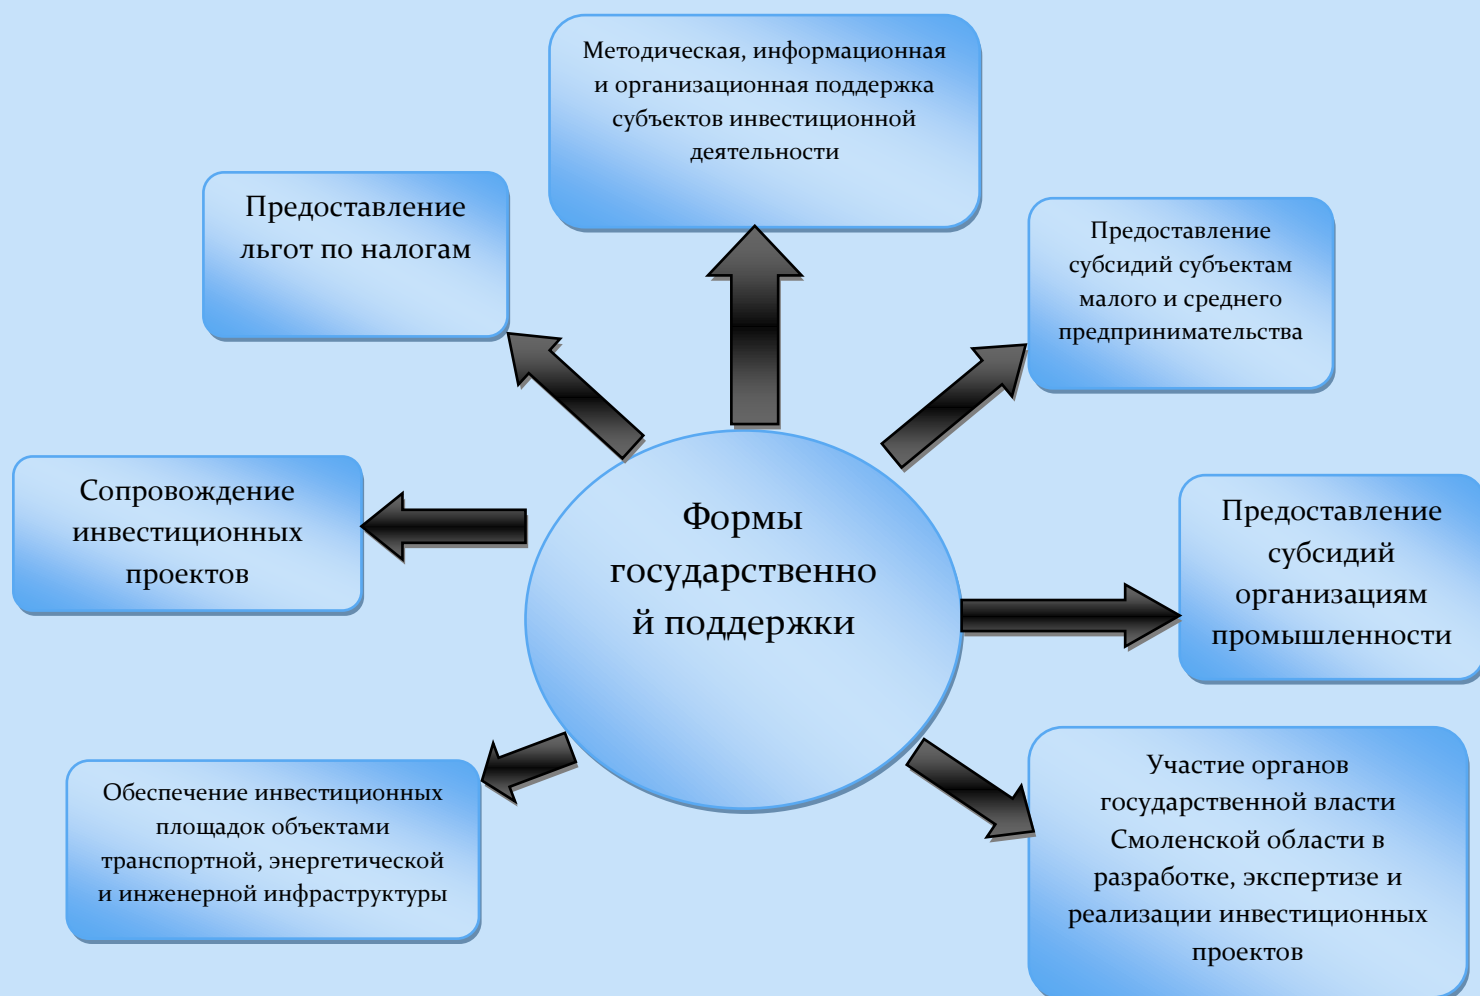 Методическая, информационная
и организационная поддержка
субъектов инвестиционной
деятельности
Предоставление
льгот по налогам
Предоставление
субсидий субъектам
малого и среднего
предпринимательства
Сопровождение
инвестиционных
проектов
Формы
государственно
й поддержки
Предоставление
субсидий
организациям
промышленности
Обеспечение инвестиционных
площадок объектами
транспортной, энергетической
и инженерной инфраструктуры
Участие органов
государственной власти
Смоленской области в
разработке, экспертизе и
реализации инвестиционных
проектов